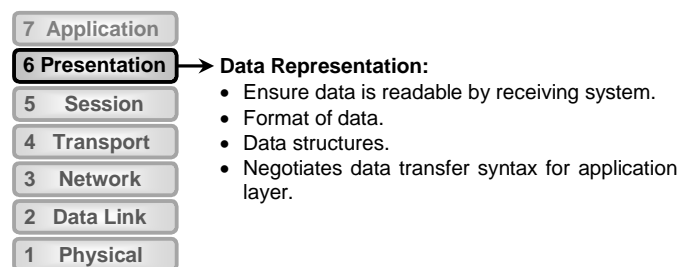 7 Application
6 Presentation
5 Session
4 Transport
3 Network
2 Data Link
1 Physical
Data Representation:
• Ensure data is readable by receiving system.
• Format of data.
• Data structures.
• Negotiates data transfer syntax for application
layer.